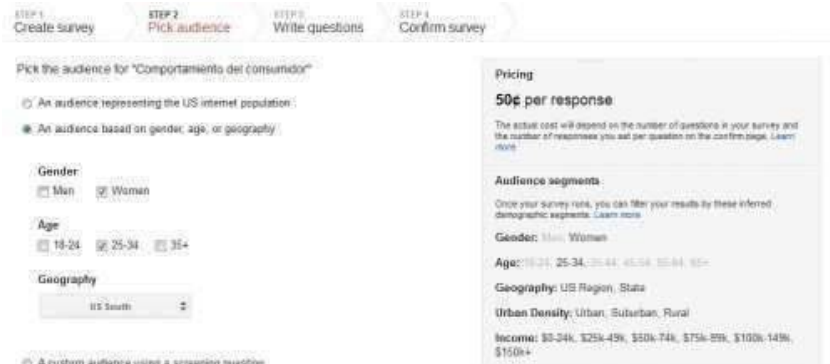 STEP 1
Create survey
STEP 2
Pick audience
STEP 3
Write questions
STEP 4
Confirm survey
Pick the audience for "Comportamiento del consumidor"
An audience representing the US internet population
An audience based on gender, age, or geography
Gender
Men
Women
Age
18-24
25-34
35+
Geography
US South
A custom audience using a screening question
Pricing
50¢ per response
The actual cost will depend on the number of questions in your survey and
the number of responses you set per question on the confirm page. Learn
more
Audience segments
Once your survey runs, you can filter your results by these inferred
demographic segments. Learn more
Gender: Men, Women
Age: 18-24, 25-34, 35-44, 45-54, 55-64, 65+
Geography: US Region, State
Urban Density: Urban, Suburban, Rural
Income: $0-24k, $25k-49k, $50k-74k, $75k-99k, $100k-149k,
$150k+